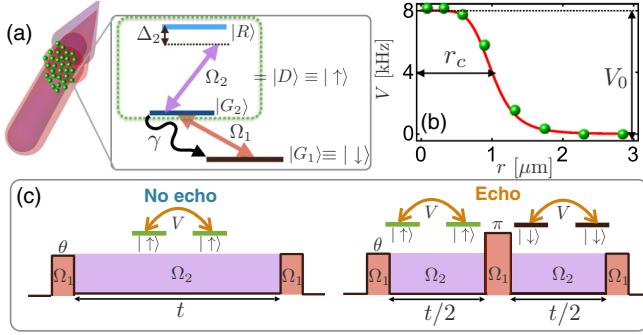 (a)
Δ₂
|R⟩
Ω₂
= |D⟩ ≡ | ↑⟩
|G₂⟩
γ
Ω₁
|G₁⟩≡ | ↓⟩
V [kHz]
8
4
0
r_c
V₀
(b)
0
1
2
3
r [μm]
(c)
No echo
V
| ↑⟩
| ↑⟩
θ
Ω₁
Ω₂
Ω₁
t
Echo
V
V
| ↑⟩
| ↑⟩
π
| ↓⟩
| ↓⟩
θ
Ω₁
Ω₂
Ω₁
Ω₂
Ω₁
t/2
t/2